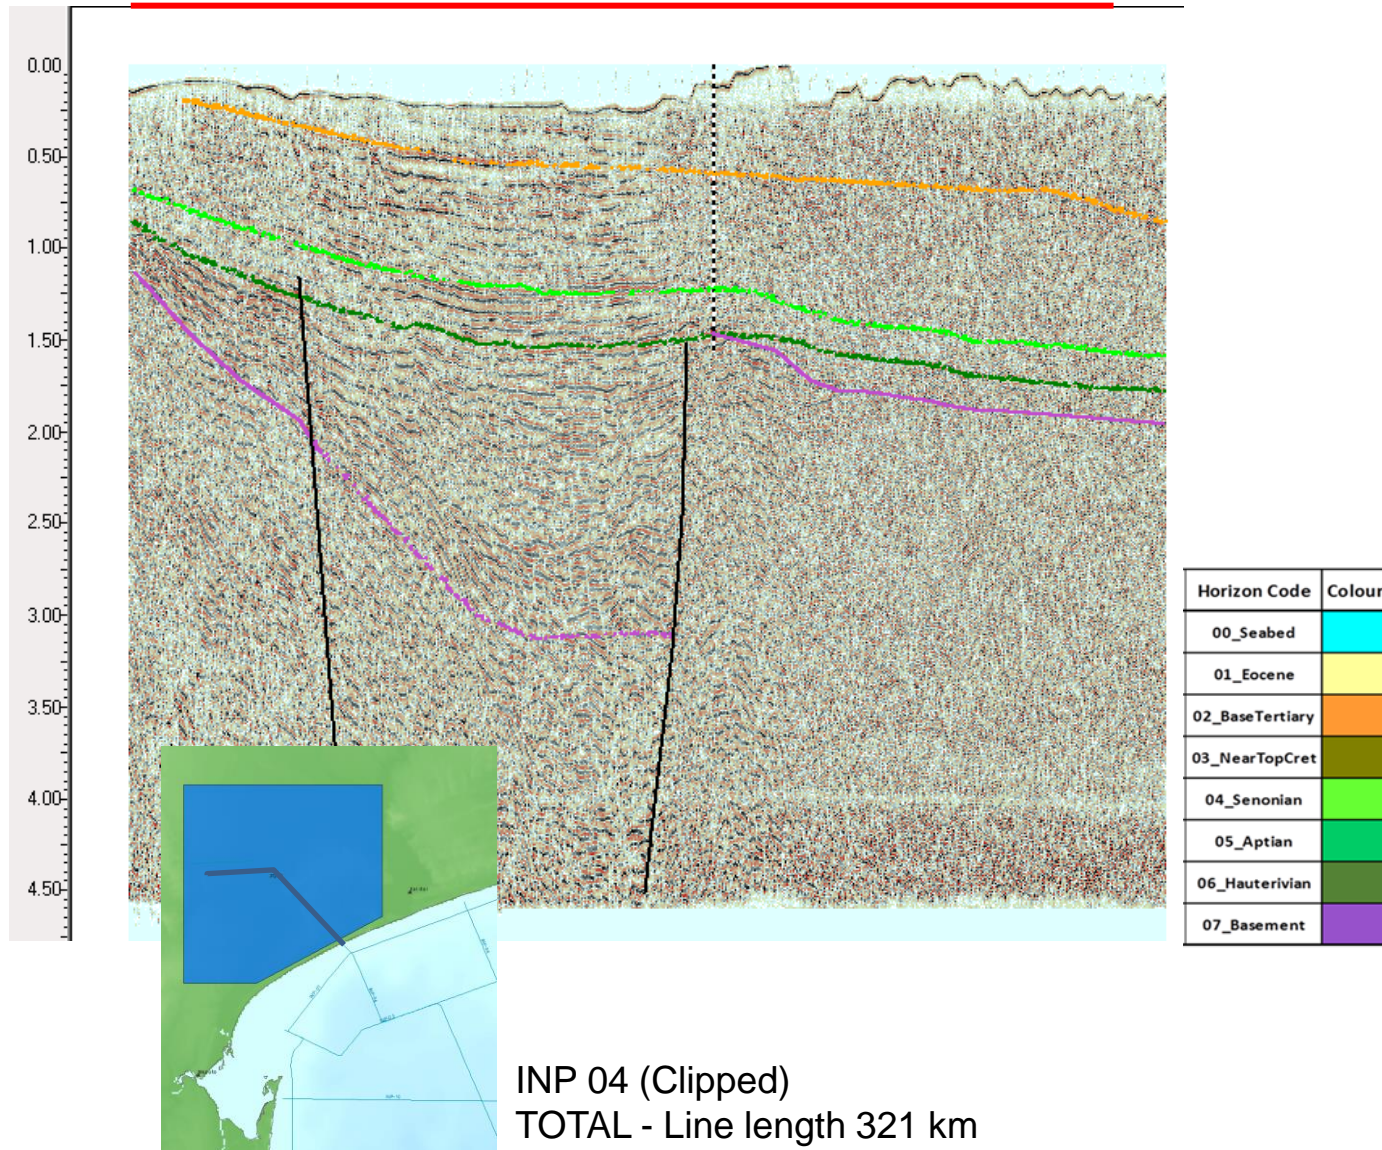 0.00
0.50
1.00
1.50
2.00
2.50
3.00
3.50
4.00
4.50
Horizon Code Colour
00_Seabed
01_Eocene
02_BaseTertiary
03_NearTopCret
04_Senonian
05_Aptian
06_Hauterivian
07_Basement
INP 04 (Clipped)
TOTAL - Line length 321 km